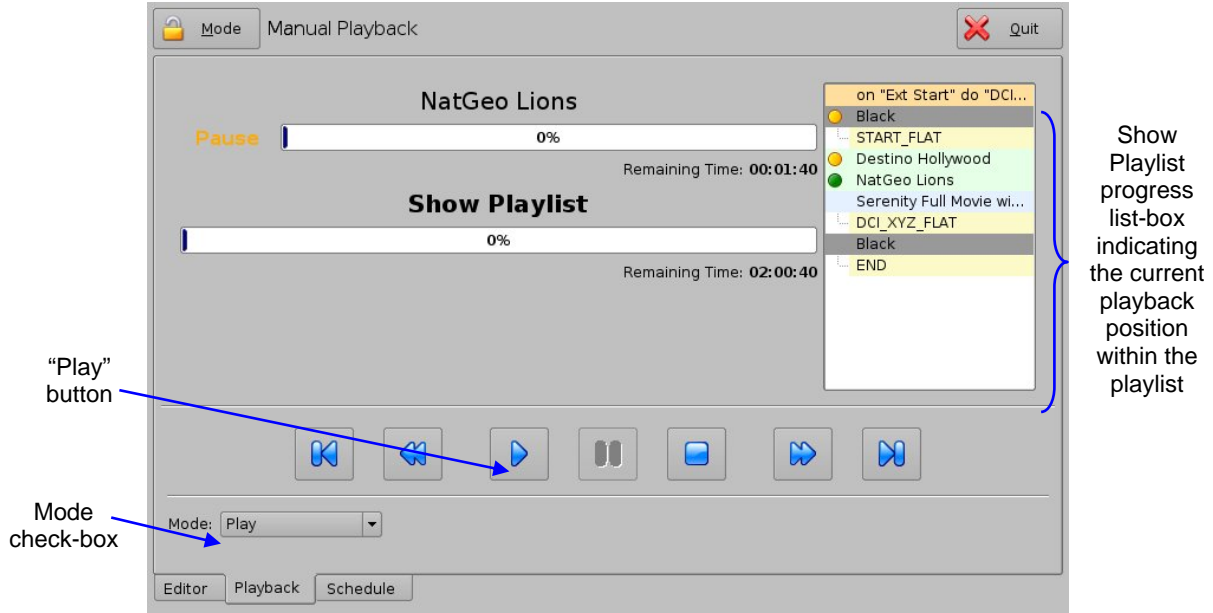 Mode
Manual Playback
Quit
NatGeo Lions
Pause
0%
Remaining Time: 00:01:40
Show Playlist
0%
Remaining Time: 02:00:40
on "Ext Start" do "DCI...
Black
START_FLAT
Destino Hollywood
NatGeo Lions
Serenity Full Movie wi...
DCI_XYZ_FLAT
Black
END
Show
Playlist
progress
list-box
indicating
the current
playback
position
within the
playlist
“Play”
button
Mode
check-box
Mode: Play
Editor
Playback
Schedule